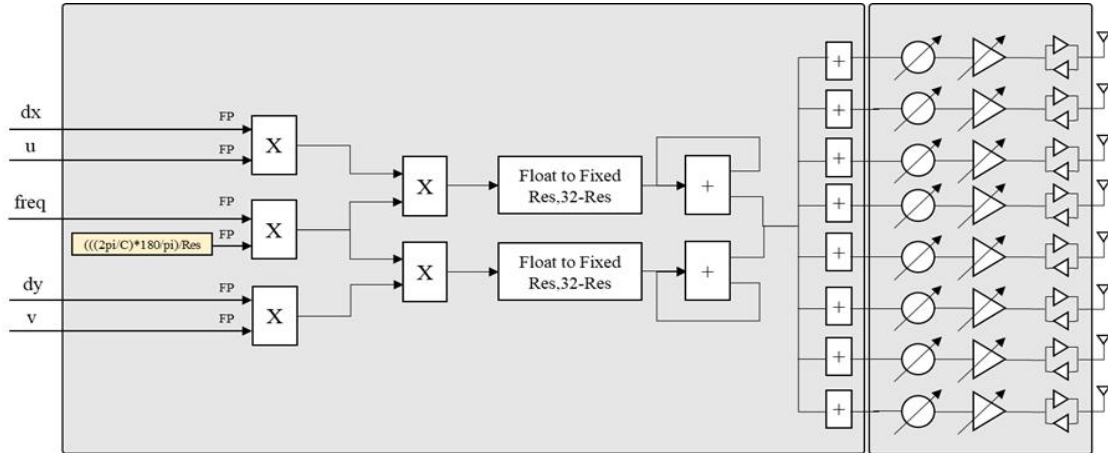 dx
FP
u
X
freq
FP
(((2pi/C)*180/pi)/Res
FP
X
dy
FP
v
FP
X
X
X
Float to Fixed
Res,32-Res
Float to Fixed
Res,32-Res
+
+
+
+
+
+
+
+
+
+